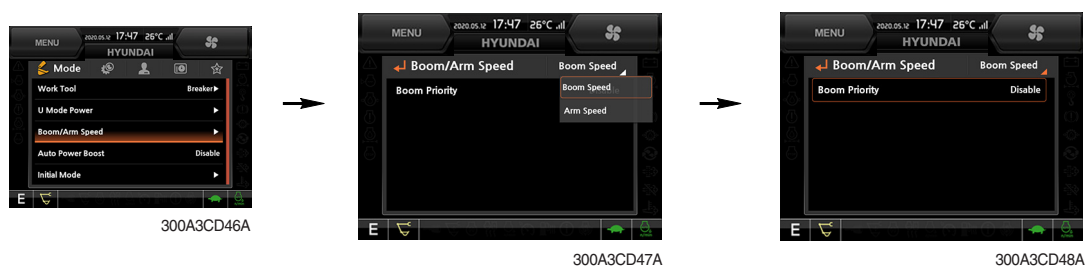 MENU
2020.05.12 17:47 26°C
HYUNDAI
Mode
Work Tool Breaker▶
U Mode Power ▶
Boom/Arm Speed ▶
Auto Power Boost Disable
Initial Mode ▶
E
300A3CD46A
MENU
2020.05.12 17:47 26°C
HYUNDAI
Boom/Arm Speed Boom Speed
Boom Priority
Boom Speed
Arm Speed
E
300A3CD47A
MENU
2020.05.12 17:47 26°C
HYUNDAI
Boom/Arm Speed Boom Speed
Boom Priority Disable
E
300A3CD48A